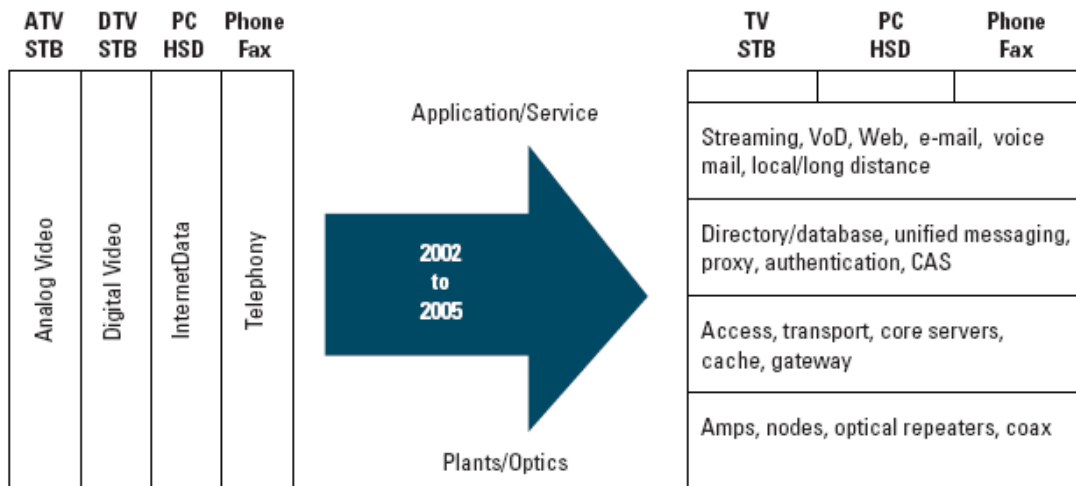 ATV STB
DTV STB
PC HSD
Phone Fax
Analog Video
Digital Video
InternetData
Telephony
Application/Service
2002
to
2005
Plants/Optics
TV STB
PC HSD
Phone Fax
Streaming, VoD, Web, e-mail, voice
mail, local/long distance
Directory/database, unified messaging,
proxy, authentication, CAS
Access, transport, core servers,
cache, gateway
Amps, nodes, optical repeaters, coax